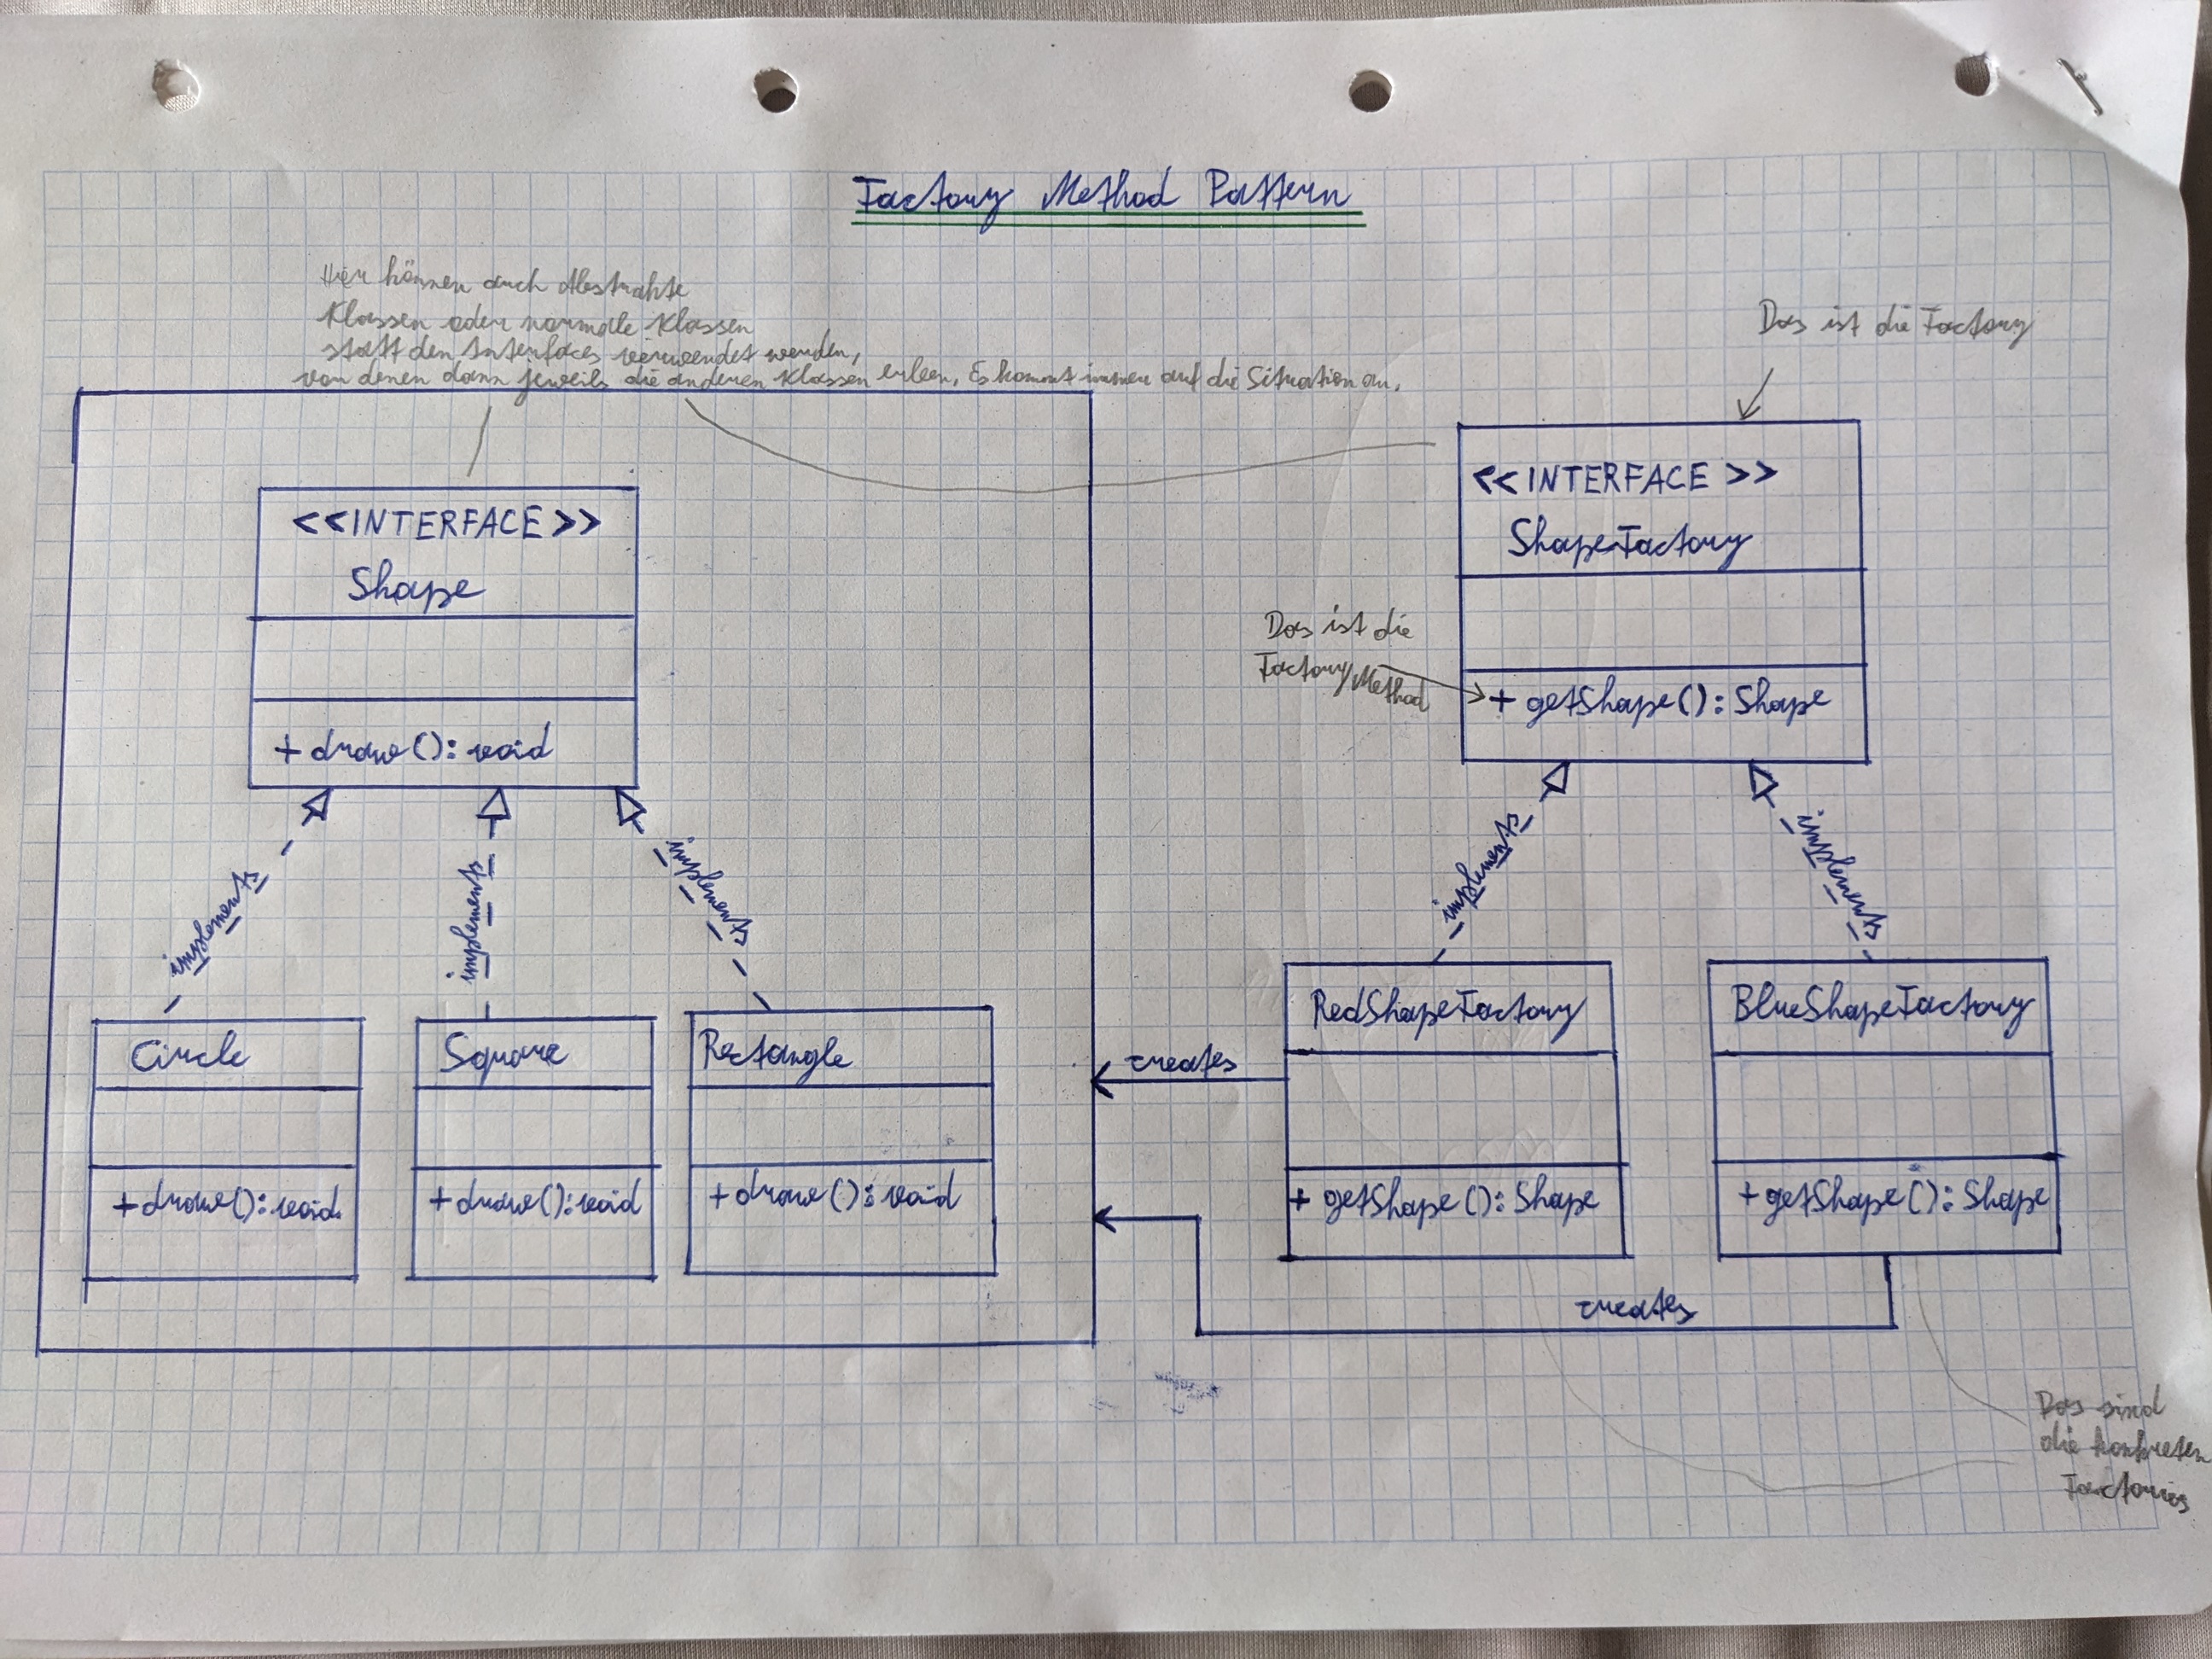 Factory Method Pattern
Hier können auch Abstrakte
Klassen oder normale Klassen
statt den Interfaces verwendet werden,
von denen dann jeweils die anderen Klassen erben. Es kommt immer auf die Situation an.
Das ist die Factory
<<INTERFACE>>
Shape
+ draw(): void
<<INTERFACE>>
ShapeFactory
+ getShape(): Shape
Das ist die
Factory Method
implements
implements
implements
implements
implements
Circle
+draw(): void
Square
+draw(): void
Rectangle
+draw(): void
creates
RedShapeFactory
+ getShape(): Shape
BlueShapeFactory
+getShape(): Shape
creates
Das sind
die konkreten
Factories